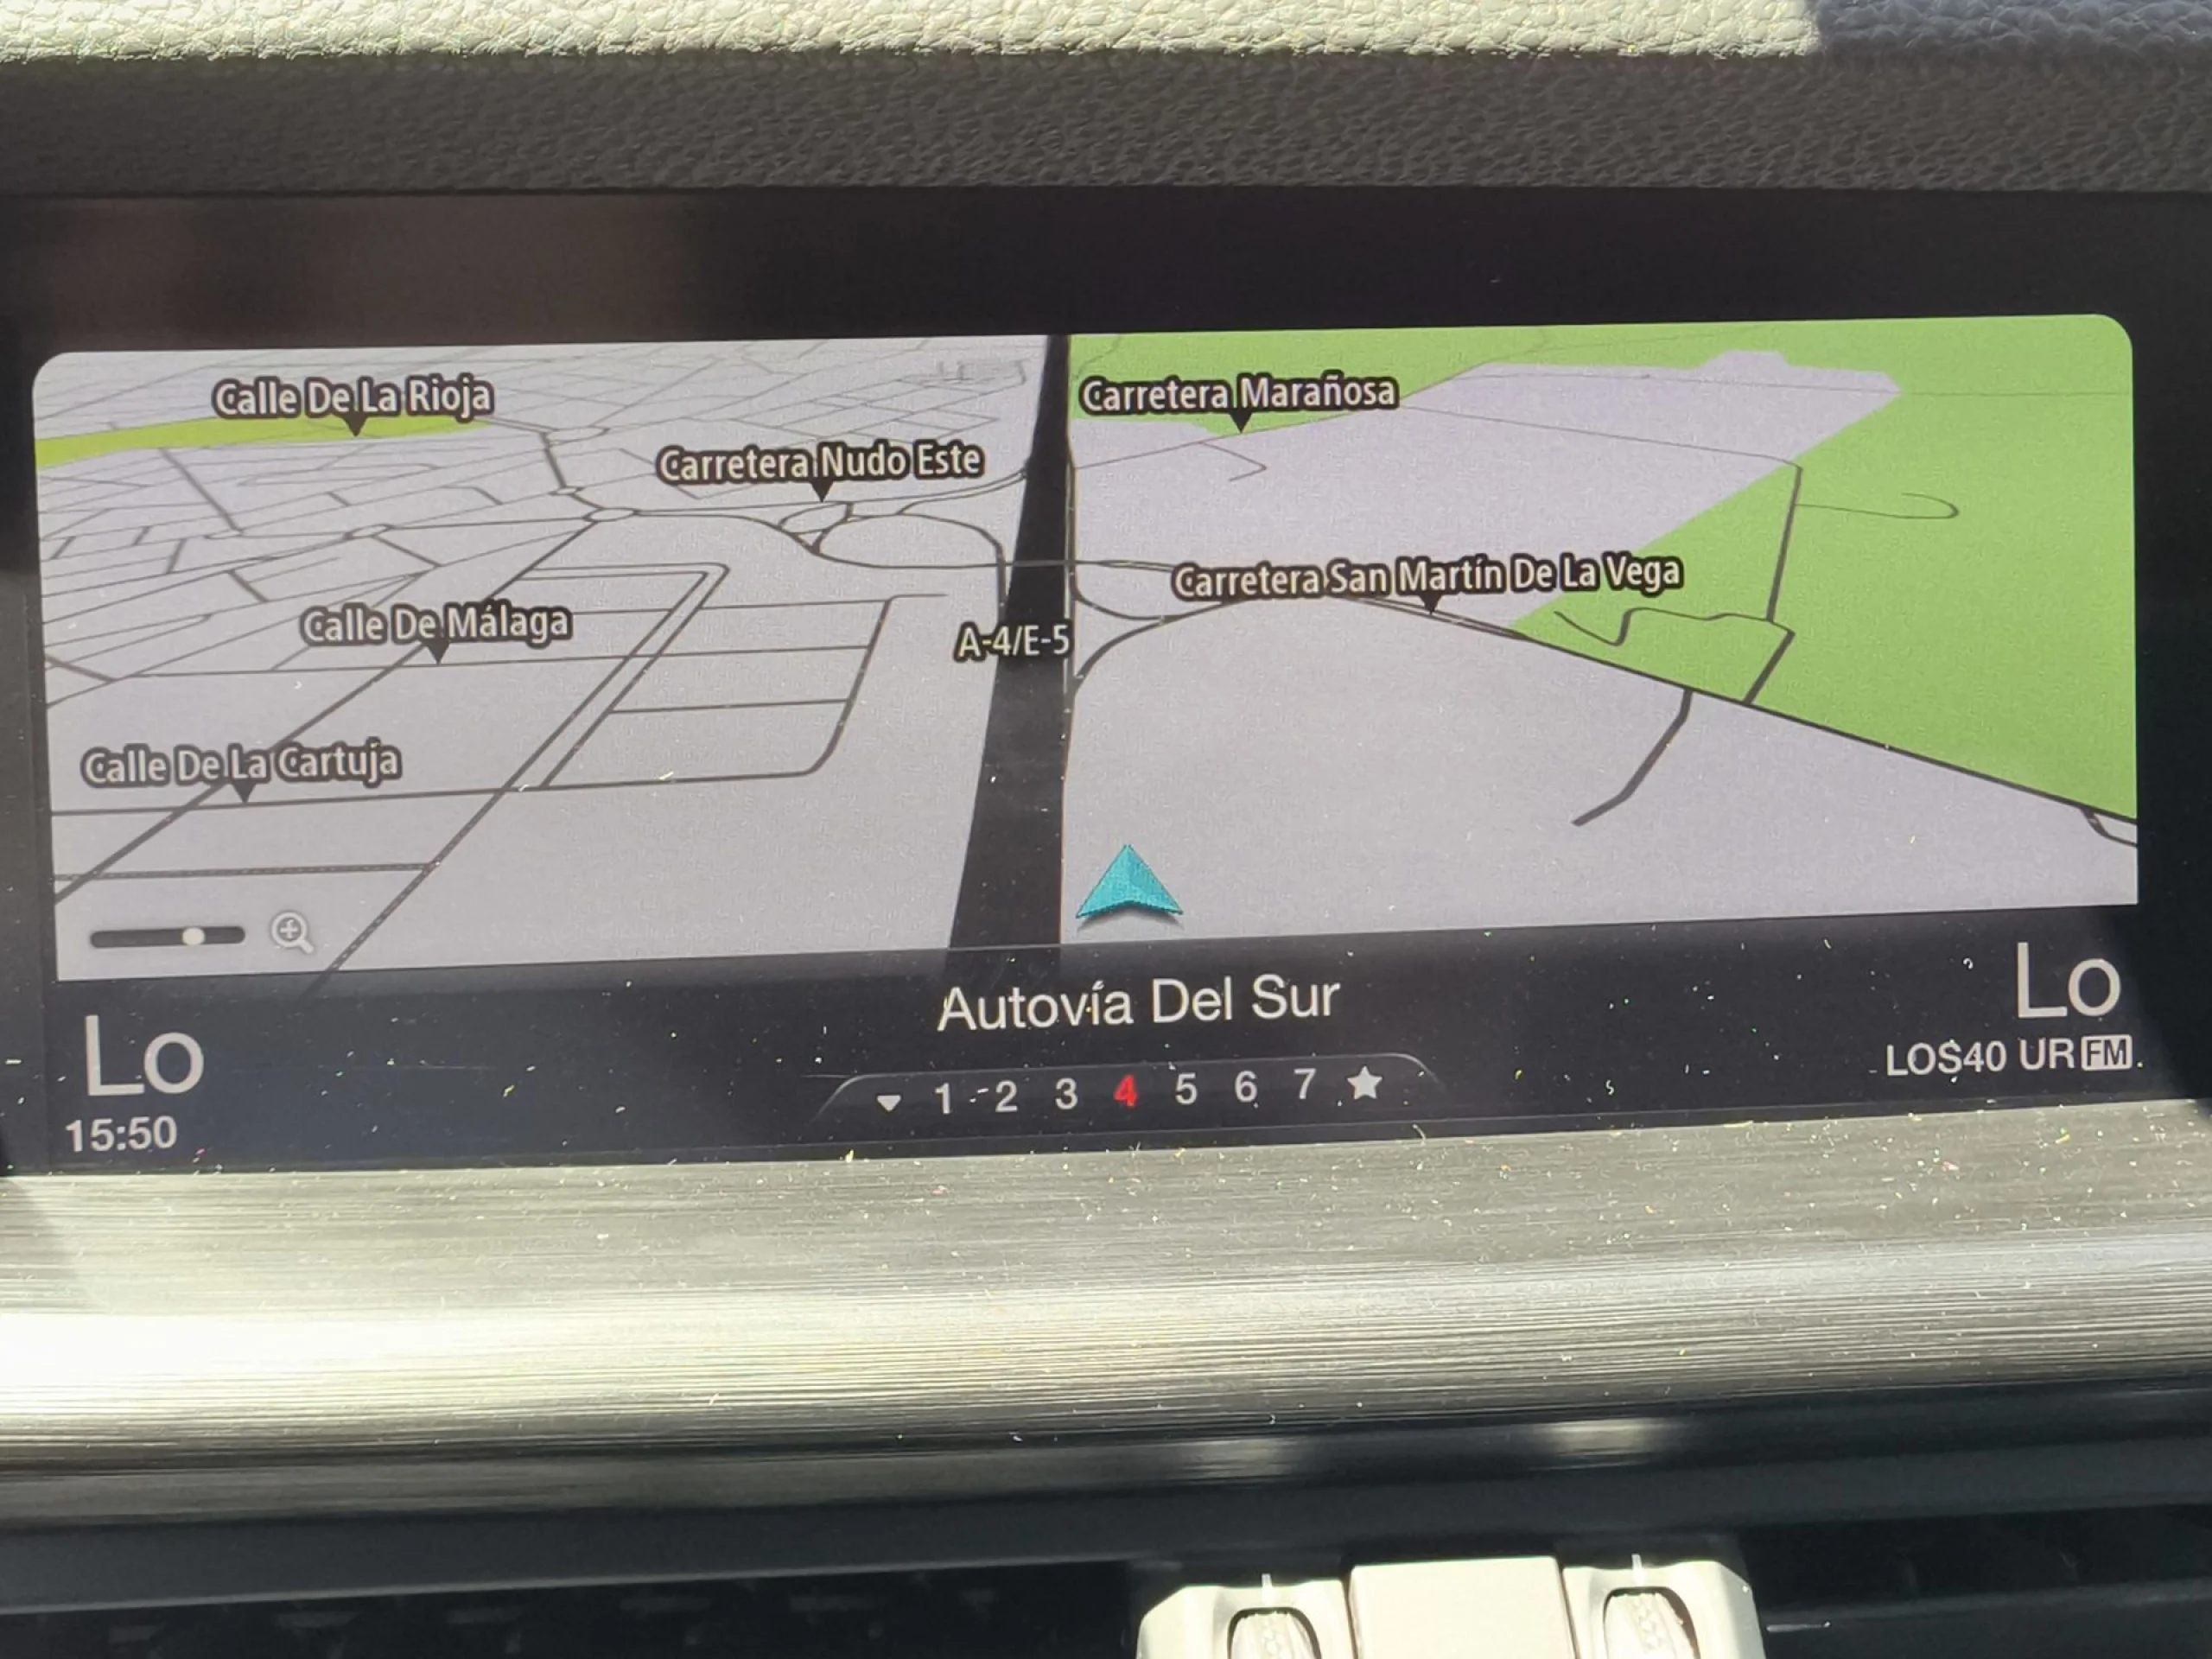 Calle De La Rioja
Carretera Marañosa
Carretera Nudo Este
Carretera San Martín De La Vega
Calle De Málaga
A-4/E-5
Calle De La Cartuja
Autovía Del Sur
Lo
Lo
LOS40 UR FM
1 2 3 4 5 6 7
15:50